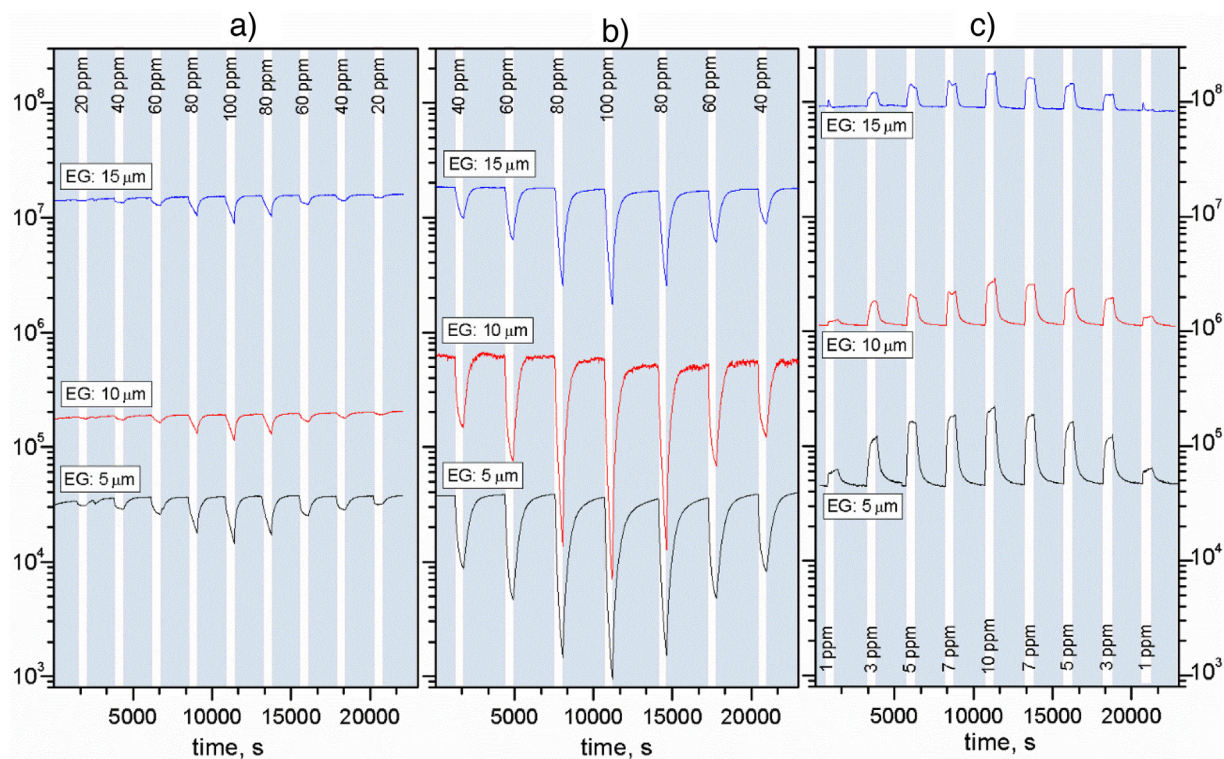 a)
b)
c)
20 ppm
40 ppm
60 ppm
80 ppm
100 ppm
80 ppm
60 ppm
40 ppm
20 ppm
40 ppm
60 ppm
80 ppm
100 ppm
80 ppm
60 ppm
40 ppm
10⁸
10⁷
10⁶
10⁵
10⁴
10³
EG: 15 μm
EG: 10 μm
EG: 5 μm
EG: 15 μm
EG: 10 μm
EG: 5 μm
EG: 15 μm
EG: 10 μm
EG: 5 μm
10⁸
10⁷
10⁶
10⁵
10⁴
10³
1 ppm
3 ppm
5 ppm
7 ppm
10 ppm
7 ppm
5 ppm
3 ppm
1 ppm
5000 10000 15000 20000
time, s
5000 10000 15000 20000
time, s
5000 10000 15000 20000
time, s